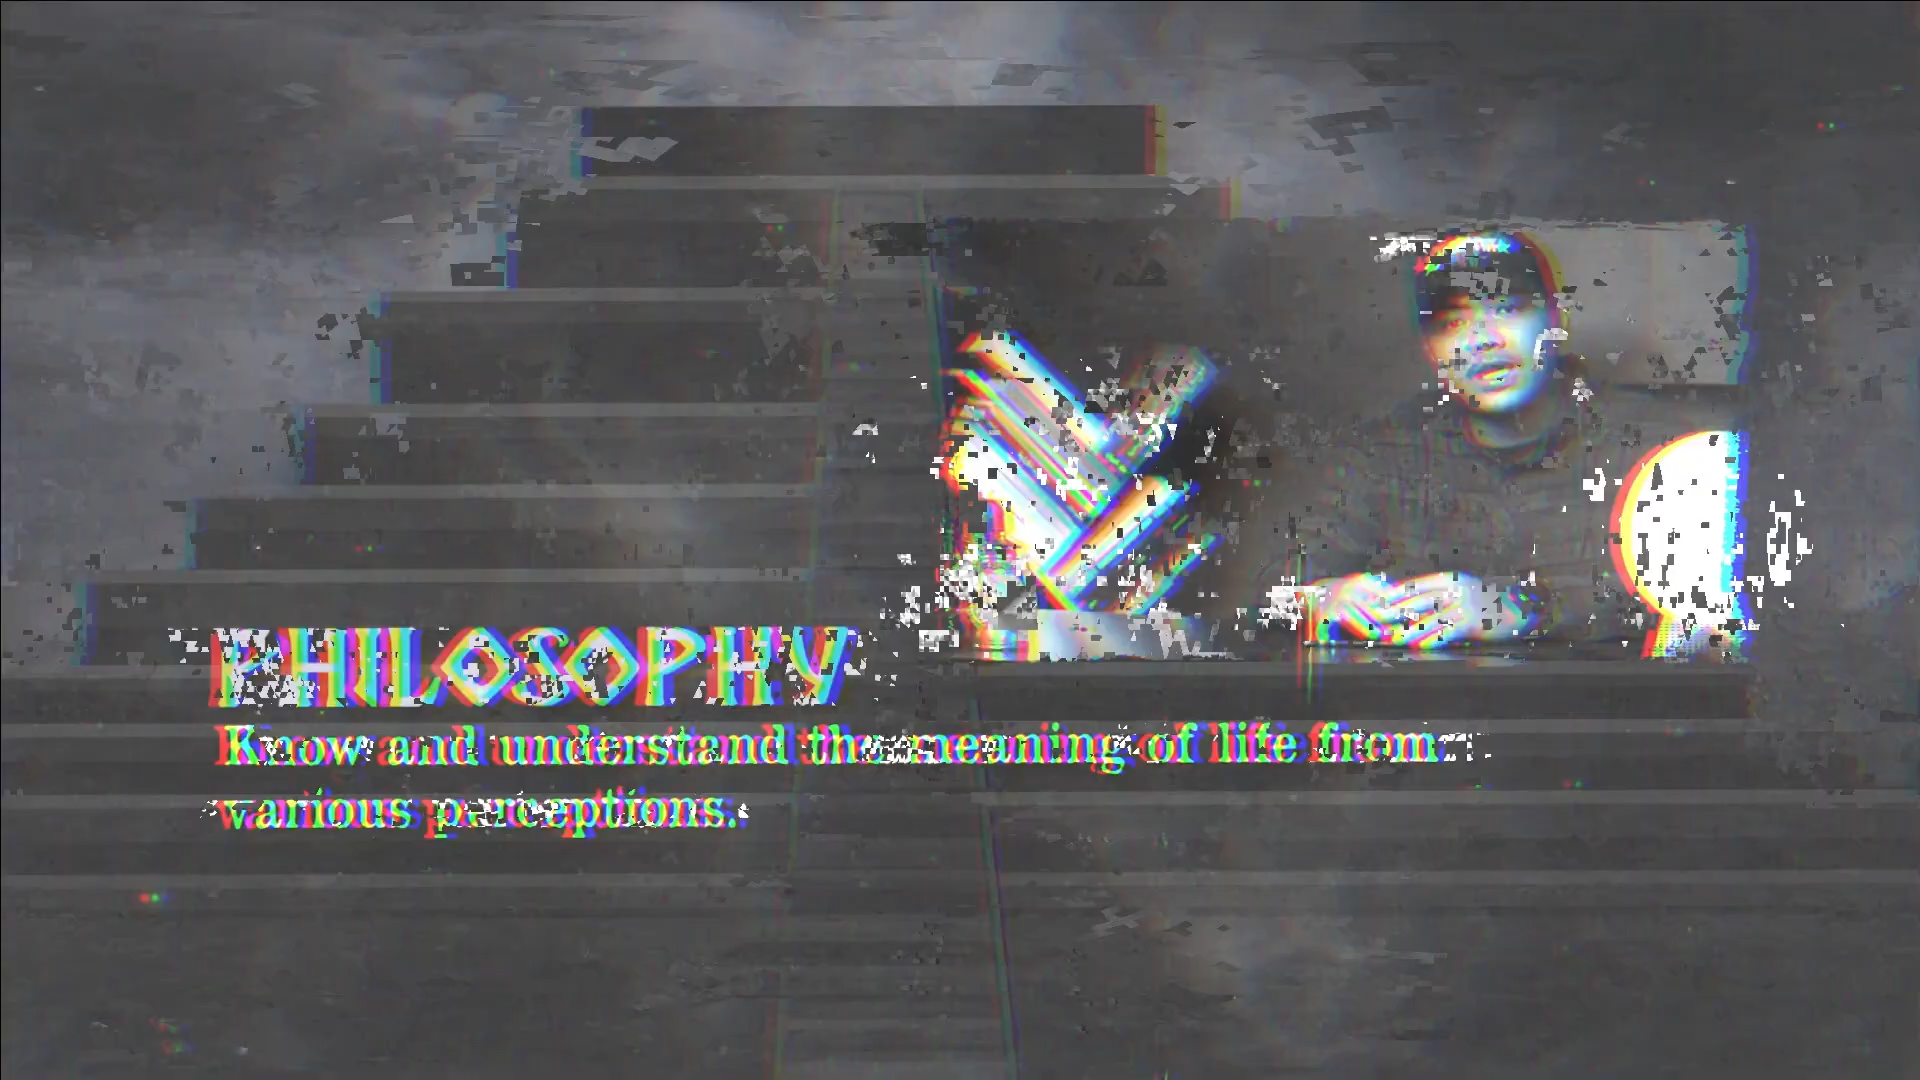 PHILOSOPHY
Know and understand the meaning of life from
various perceptions.